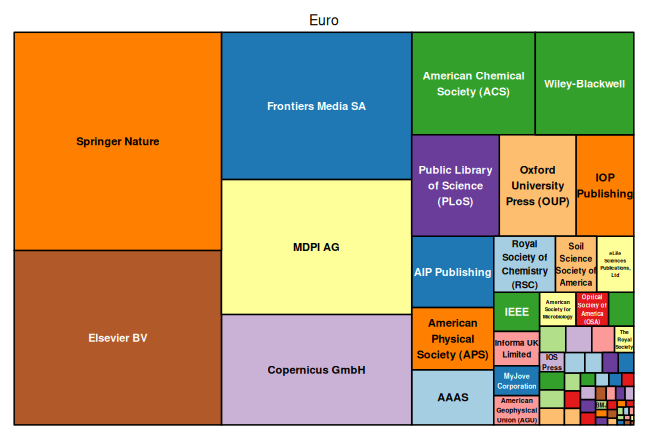 Euro
Springer Nature
Elsevier BV
Frontiers Media SA
MDPI AG
Copernicus GmbH
American Chemical
Society (ACS)
Wiley-Blackwell
Public Library
of Science
(PLoS)
Oxford
University
Press (OUP)
IOP
Publishing
AIP Publishing
American
Physical
Society (APS)
AAAS
Royal
Society of
Chemistry
(RSC)
Soil
Science
Society of
America
eLife
Sciences
Publications,
Ltd
IEEE
Informa UK
Limited
MyJove
Corporation
American
Geophysical
Union (AGU)
American
Society for
Microbiology
Optical
Society of
America
(OSA)
The
Royal
Society
IOS
Press